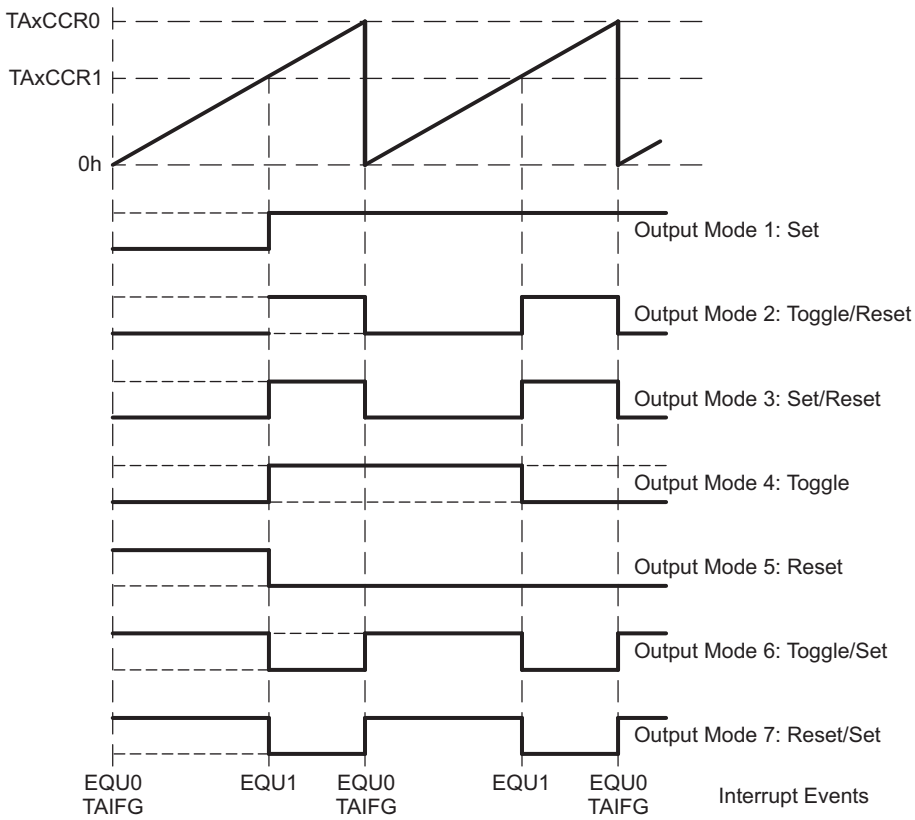 TAxCCR0
TAxCCR1
0h
Output Mode 1: Set
Output Mode 2: Toggle/Reset
Output Mode 3: Set/Reset
Output Mode 4: Toggle
Output Mode 5: Reset
Output Mode 6: Toggle/Set
Output Mode 7: Reset/Set
EQU0 EQU1 EQU0 EQU1 EQU0
TAIFG TAIFG TAIFG
Interrupt Events